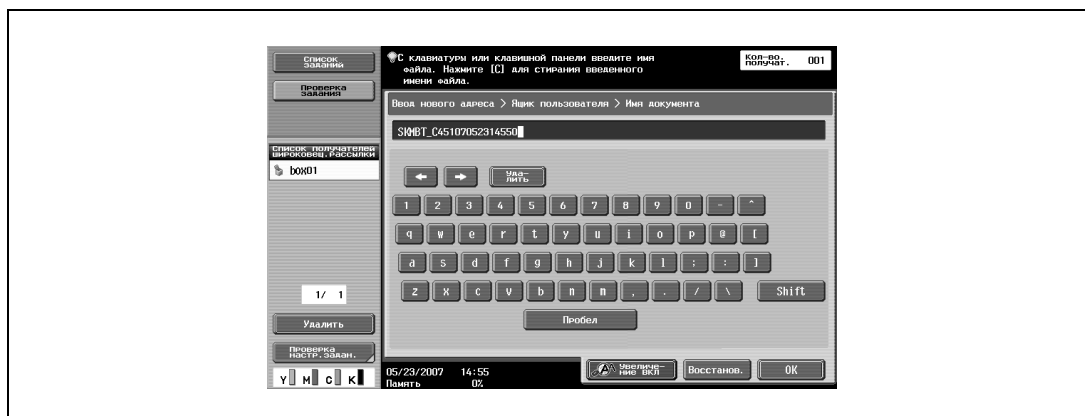 Список
задания
Проверка
задания
С клавиатуры или клавишной панели введите имя
файла. Нажмите [C] для стирания введенного
имени файла.
Кол-во.
получат.
001
Ввод нового адреса > Ящик пользователя > Имя документа
SKMBT_C45107052314550
Список получателей
широковещ.рассылки
box01
← → Уда-
лить
1 2 3 4 5 6 7 8 9 0 - ^
q w e r t y u i o p @ [
a s d f g h j k l ; : ]
z x c v b n m , . / \ Shift
Пробел
1/ 1
Удалить
Проверка
настр.задан.
Y M C K
05/23/2007 14:55
Память 0%
Увеличе-
ние ВКЛ
Восстанов.
OK